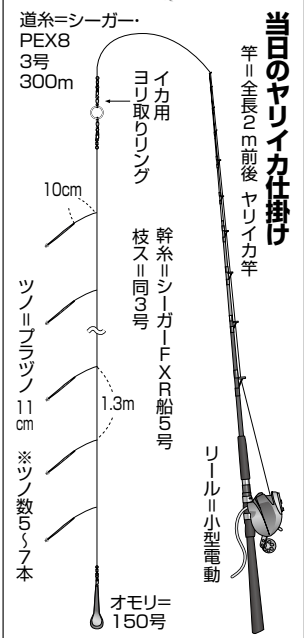 当日のヤリイカ仕掛け
竿=全長2m前後 ヤリイカ竿
道糸=シーガー・
PEX8
3号
300m
イカ用
ヨリ取りリング
10cm
幹糸=シーガーFXR船5号
枝ス=同3号
1.3m
ツノ=プラヅノ11cm
※ツノ数5〜7本
リール=小型電動
オモリ=
150号